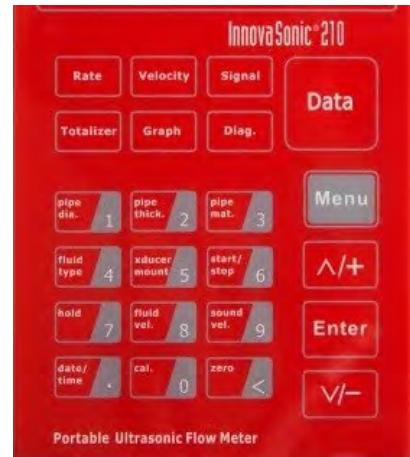 InnovaSonic® 210
Rate
Velocity
Signal
Data
Totalizer
Graph
Diag.
pipe
dia.
1
pipe
thick.
2
pipe
mat.
3
Menu
fluid
type
4
xducer
mount
5
start/
stop
6
∧/+
hold
7
fluid
vel.
8
sound
vel.
9
Enter
date/
time
.
cal.
0
zero
<
∨/−
Portable Ultrasonic Flow Meter